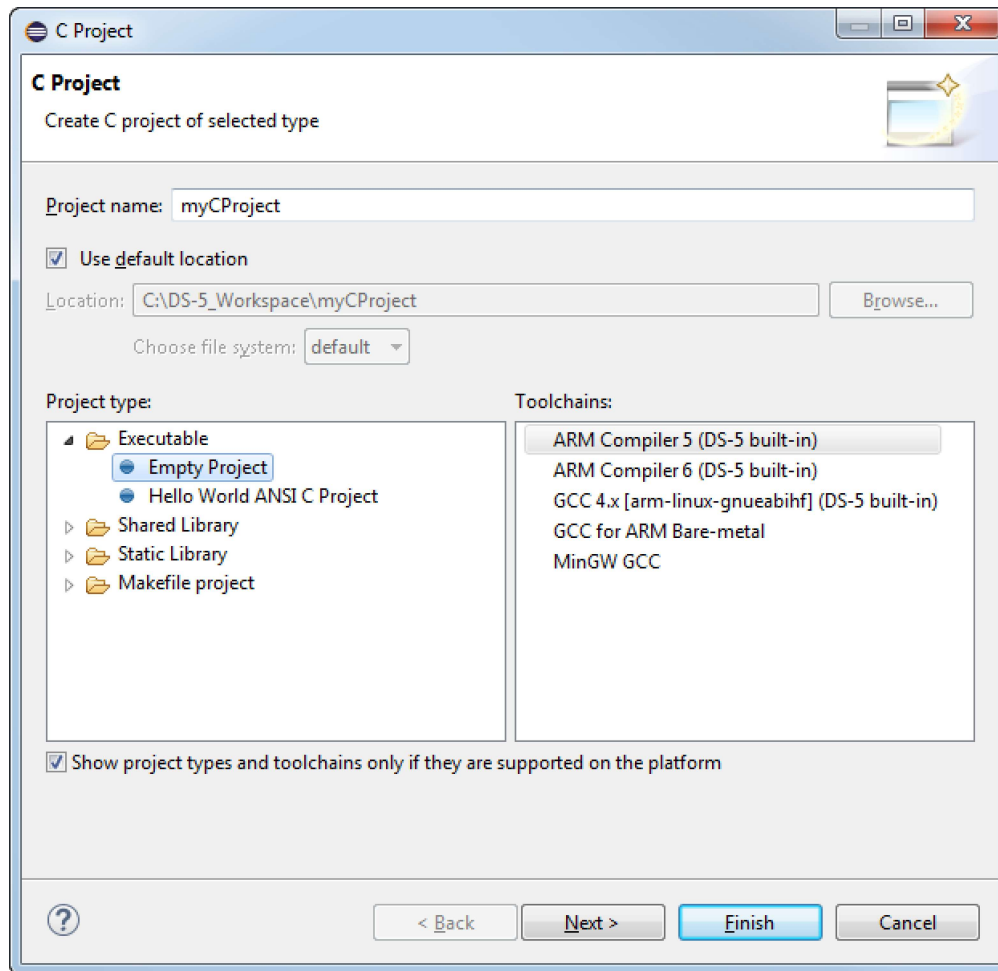 C Project
C Project
Create C project of selected type
Project name: myCProject
Use default location
Location: C:\DS-5_Workspace\myCProject Browse...
Choose file system: default
Project type:
Executable
Empty Project
Hello World ANSI C Project
Shared Library
Static Library
Makefile project
Toolchains:
ARM Compiler 5 (DS-5 built-in)
ARM Compiler 6 (DS-5 built-in)
GCC 4.x [arm-linux-gnueabihf] (DS-5 built-in)
GCC for ARM Bare-metal
MinGW GCC
Show project types and toolchains only if they are supported on the platform
? < Back Next > Finish Cancel